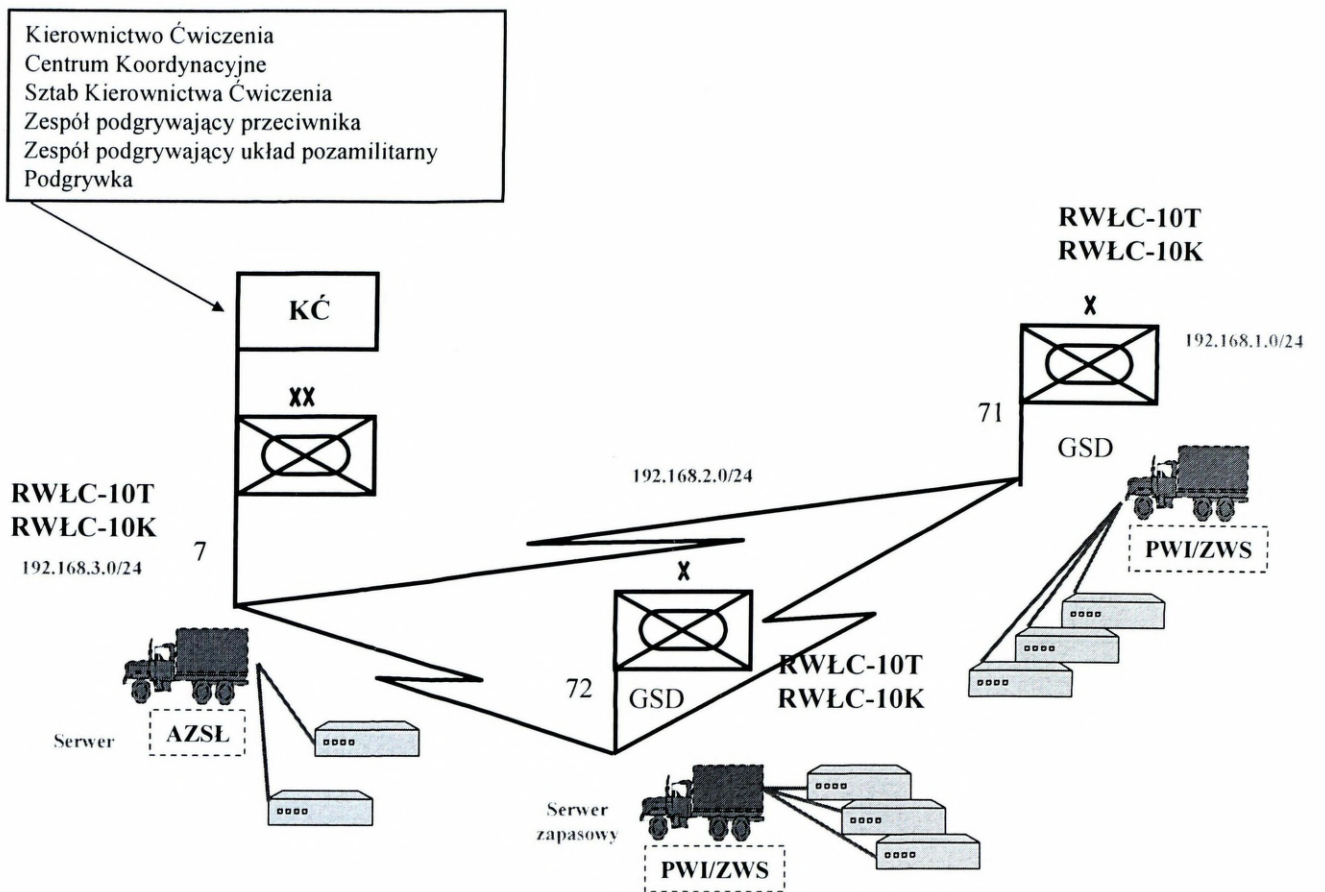 Kierownictwo Ćwiczenia
Centrum Koordynacyjne
Sztab Kierownictwa Ćwiczenia
Zespół podgrywający przeciwnika
Zespół podgrywający układ pozamilitarny
Podgrywka
RWŁC-10T
RWŁC-10K
KĆ
X
192.168.1.0/24
XX
71
GSD
192.168.2.0/24
RWŁC-10T
RWŁC-10K
7
192.168.3.0/24
PWI/ZWS
X
RWŁC-10T
RWŁC-10K
72
GSD
Serwer
AZSŁ
Serwer
zapasowy
PWI/ZWS